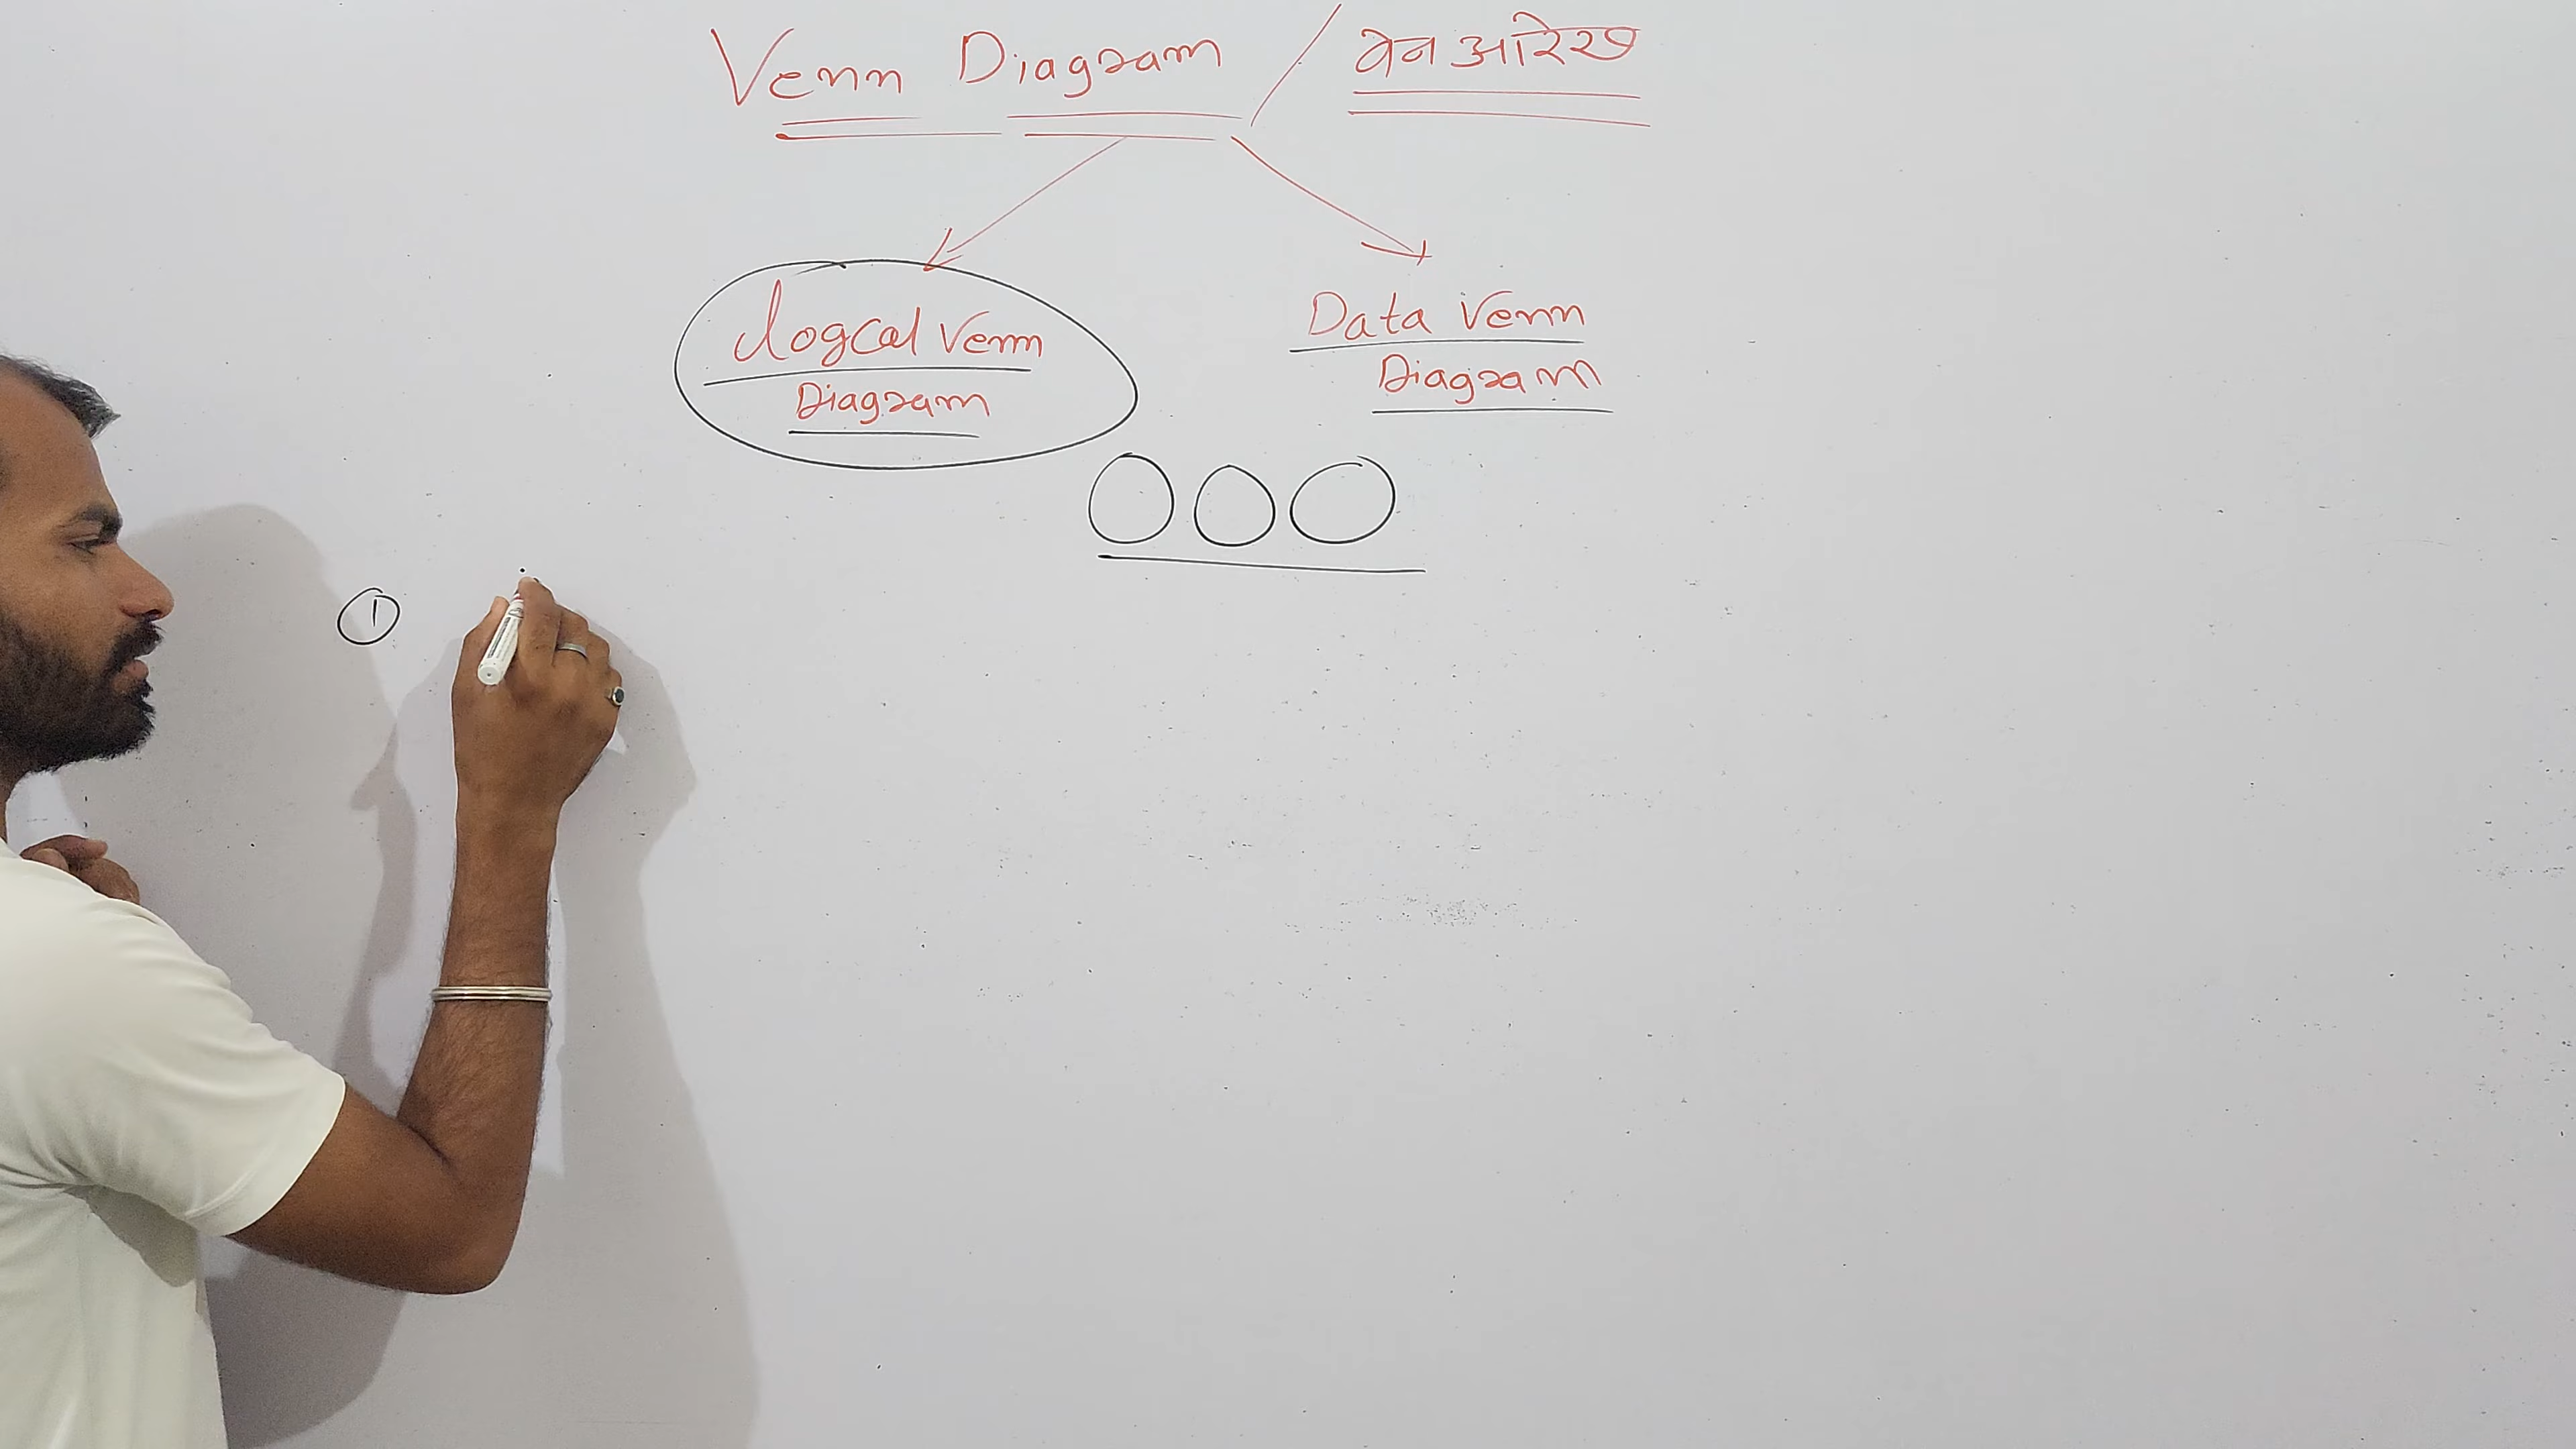 Venn Diagram / वेन आरेख
Logcal Venn
Diagram
Data Venn
Diagram
①